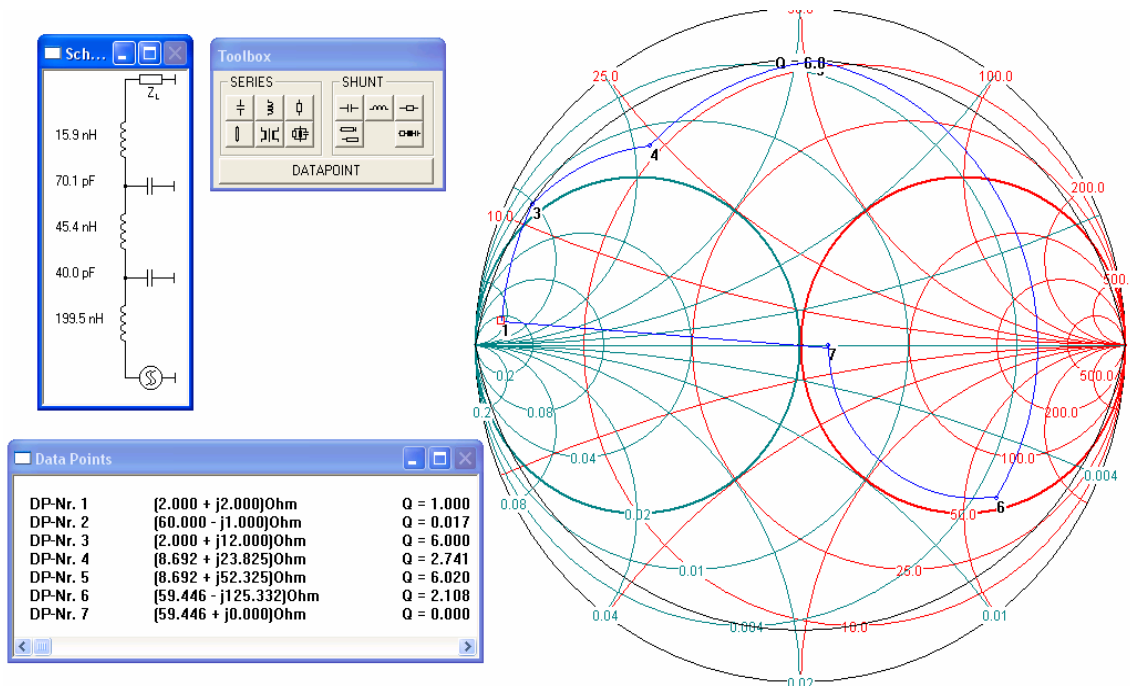 Sch...
Z_L
15.9 nH
70.1 pF
45.4 nH
40.0 pF
199.5 nH
Toolbox
SERIES
SHUNT
DATAPOINT
Data Points
DP-Nr. 1 (2.000 + j2.000)Ohm Q = 1.000
DP-Nr. 2 (60.000 - j1.000)Ohm Q = 0.017
DP-Nr. 3 (2.000 + j12.000)Ohm Q = 6.000
DP-Nr. 4 (8.692 + j23.825)Ohm Q = 2.741
DP-Nr. 5 (8.692 + j52.325)Ohm Q = 6.020
DP-Nr. 6 (59.446 - j125.332)Ohm Q = 2.108
DP-Nr. 7 (59.446 + j0.000)Ohm Q = 0.000
Q = 6.0
25.0
100.0
4
200.0
10.0
3
500.
1
7
0.2
500.0
0.2
0.08
200.0
0.04
100.0
0.004
0.08
0.02
50.0
6
0.01
25.0
0.04
0.004
10.0
0.01
0.02